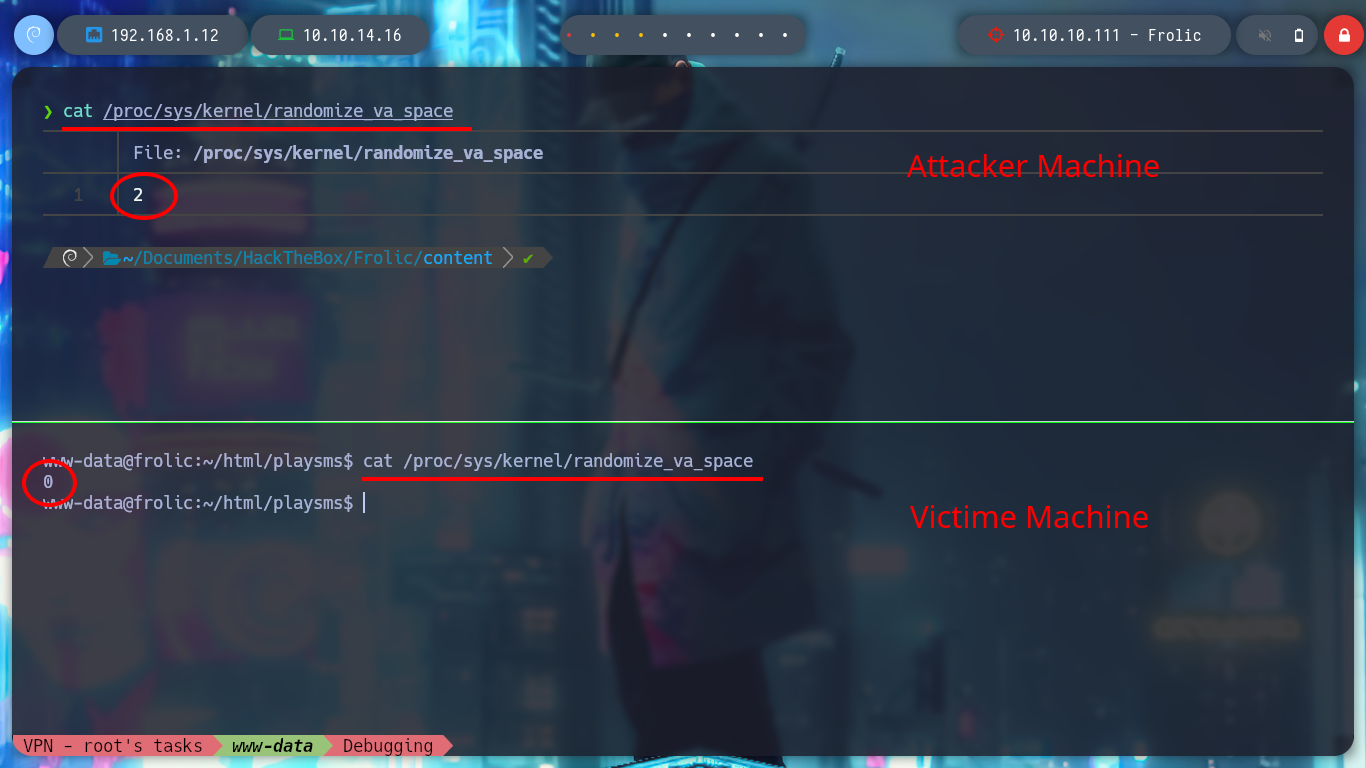 192.168.1.12 10.10.14.16 10.10.10.111 - Frolic
❯ cat /proc/sys/kernel/randomize_va_space
File: /proc/sys/kernel/randomize_va_space
Attacker Machine
1 2
~/Documents/HackTheBox/Frolic/content ✔
www-data@frolic:~/html/playsms$ cat /proc/sys/kernel/randomize_va_space
0
www-data@frolic:~/html/playsms$
Victime Machine
VPN - root's tasks www-data Debugging